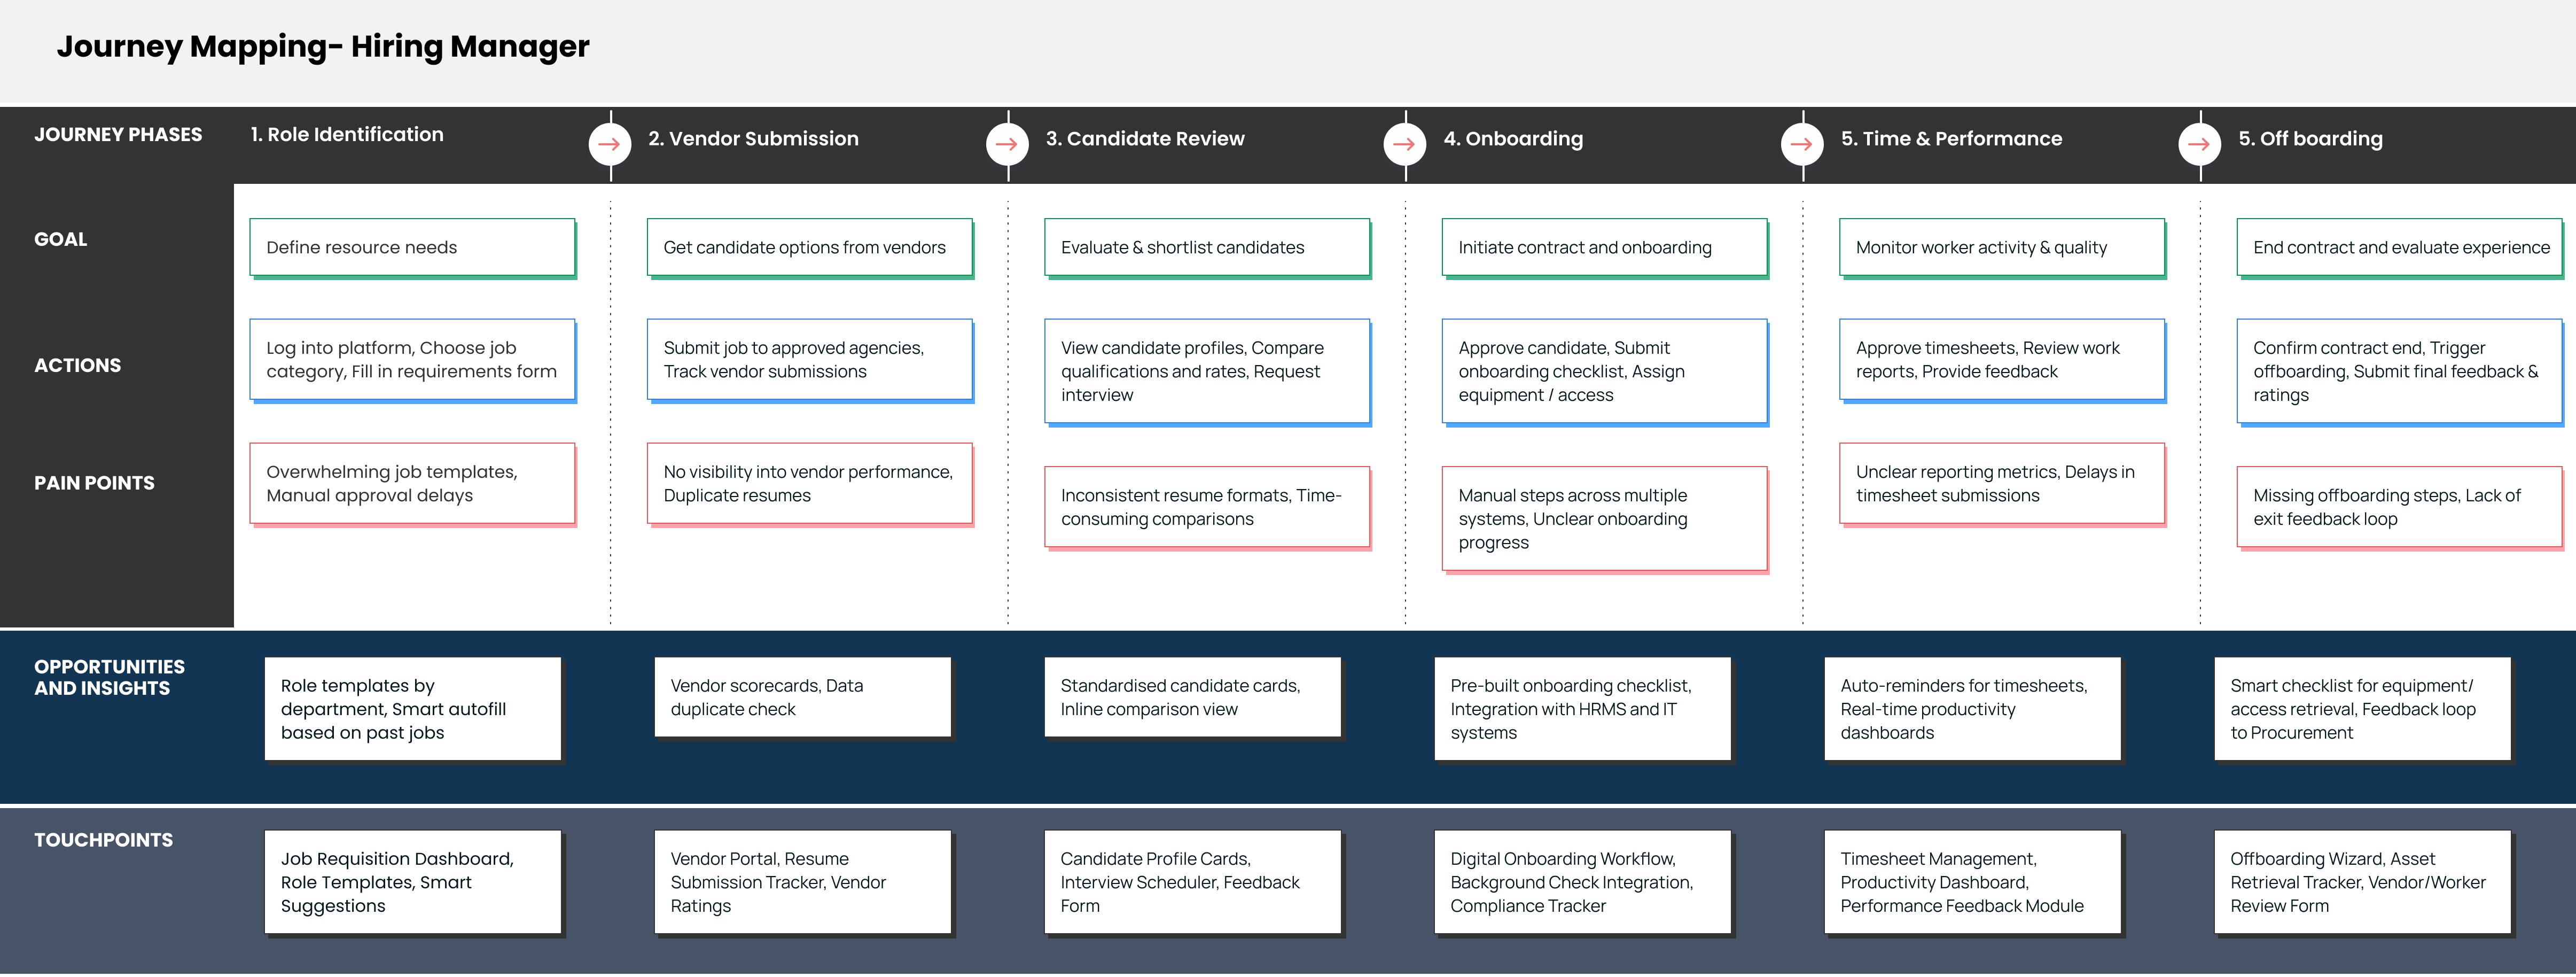 Journey Mapping- Hiring Manager
JOURNEY PHASES
1. Role Identification
2. Vendor Submission
3. Candidate Review
4. Onboarding
5. Time & Performance
5. Off boarding
GOAL
Define resource needs
Get candidate options from vendors
Evaluate & shortlist candidates
Initiate contract and onboarding
Monitor worker activity & quality
End contract and evaluate experience
ACTIONS
Log into platform, Choose job
category, Fill in requirements form
Submit job to approved agencies,
Track vendor submissions
View candidate profiles, Compare
qualifications and rates, Request
interview
Approve candidate, Submit
onboarding checklist, Assign
equipment / access
Approve timesheets, Review work
reports, Provide feedback
Confirm contract end, Trigger
offboarding, Submit final feedback &
ratings
PAIN POINTS
Overwhelming job templates,
Manual approval delays
No visibility into vendor performance,
Duplicate resumes
Inconsistent resume formats, Time-
consuming comparisons
Manual steps across multiple
systems, Unclear onboarding
progress
Unclear reporting metrics, Delays in
timesheet submissions
Missing offboarding steps, Lack of
exit feedback loop
OPPORTUNITIES
AND INSIGHTS
Role templates by
department, Smart autofill
based on past jobs
Vendor scorecards, Data
duplicate check
Standardised candidate cards,
Inline comparison view
Pre-built onboarding checklist,
Integration with HRMS and IT
systems
Auto-reminders for timesheets,
Real-time productivity
dashboards
Smart checklist for equipment/
access retrieval, Feedback loop
to Procurement
TOUCHPOINTS
Job Requisition Dashboard,
Role Templates, Smart
Suggestions
Vendor Portal, Resume
Submission Tracker, Vendor
Ratings
Candidate Profile Cards,
Interview Scheduler, Feedback
Form
Digital Onboarding Workflow,
Background Check Integration,
Compliance Tracker
Timesheet Management,
Productivity Dashboard,
Performance Feedback Module
Offboarding Wizard, Asset
Retrieval Tracker, Vendor/Worker
Review Form